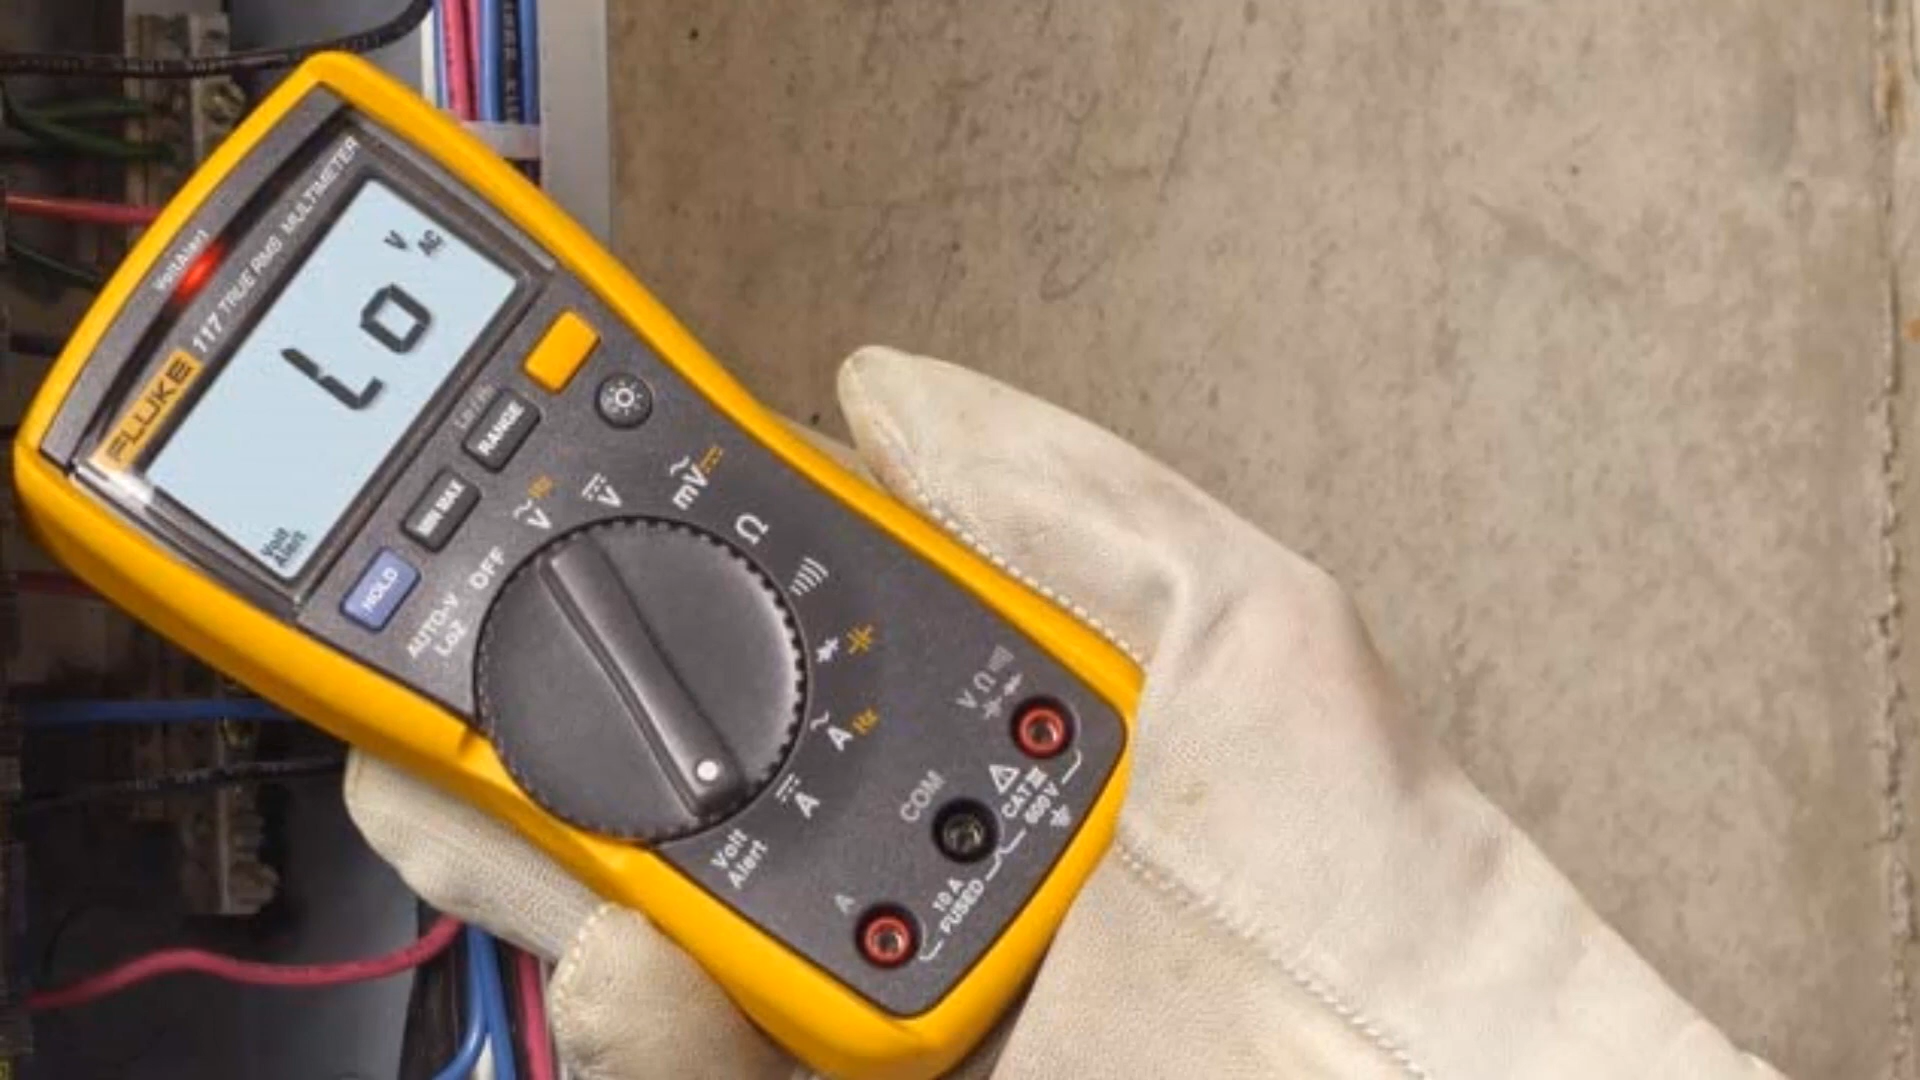 VoltAlert
FLUKE 117 TRUE RMS MULTIMETER
V AC
Lo
Volt
Alert
HOLD
MIN MAX
RANGE
AUTO-V
LoZ
OFF
V Hz
V
mV
Ω
A Hz
A
Volt
Alert
V Ω
COM
CAT III
600V
A
10 A
FUSED